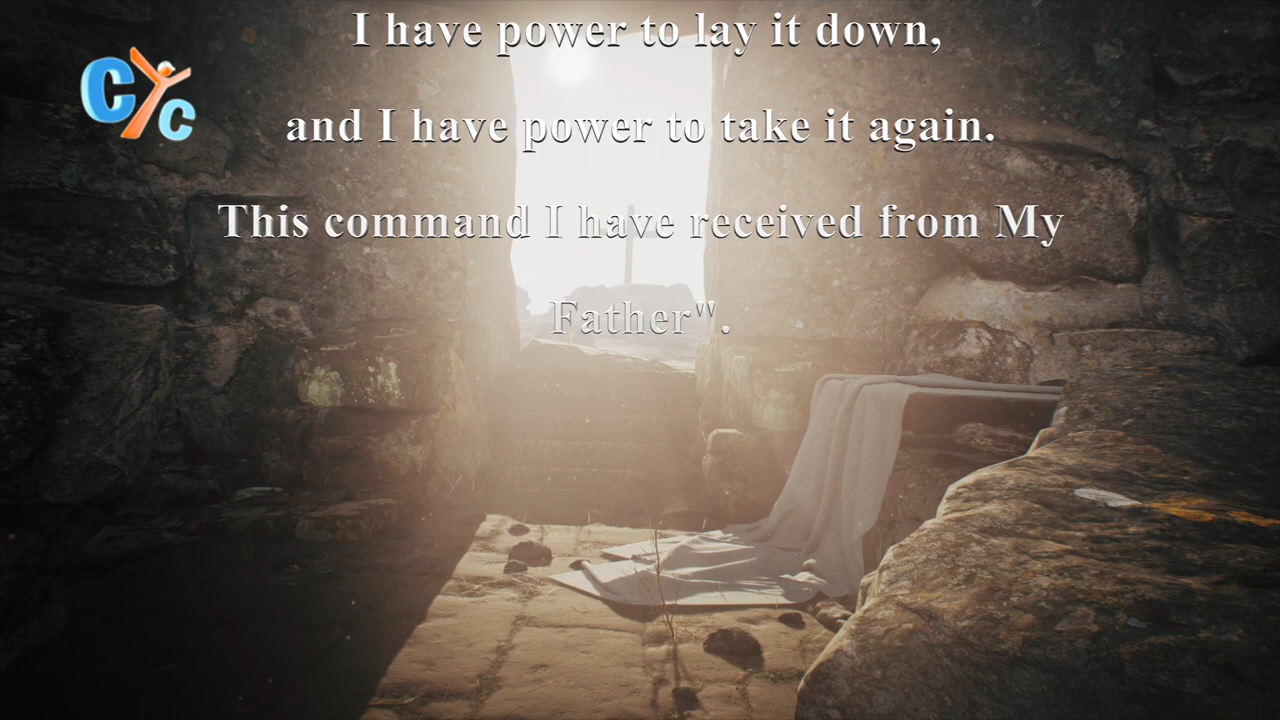 CYC
I have power to lay it down,
and I have power to take it again.
This command I have received from My
Father".